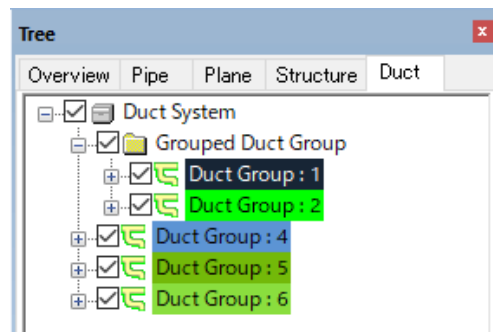 Tree
Overview Pipe Plane Structure Duct
Duct System
Grouped Duct Group
Duct Group : 1
Duct Group : 2
Duct Group : 4
Duct Group : 5
Duct Group : 6